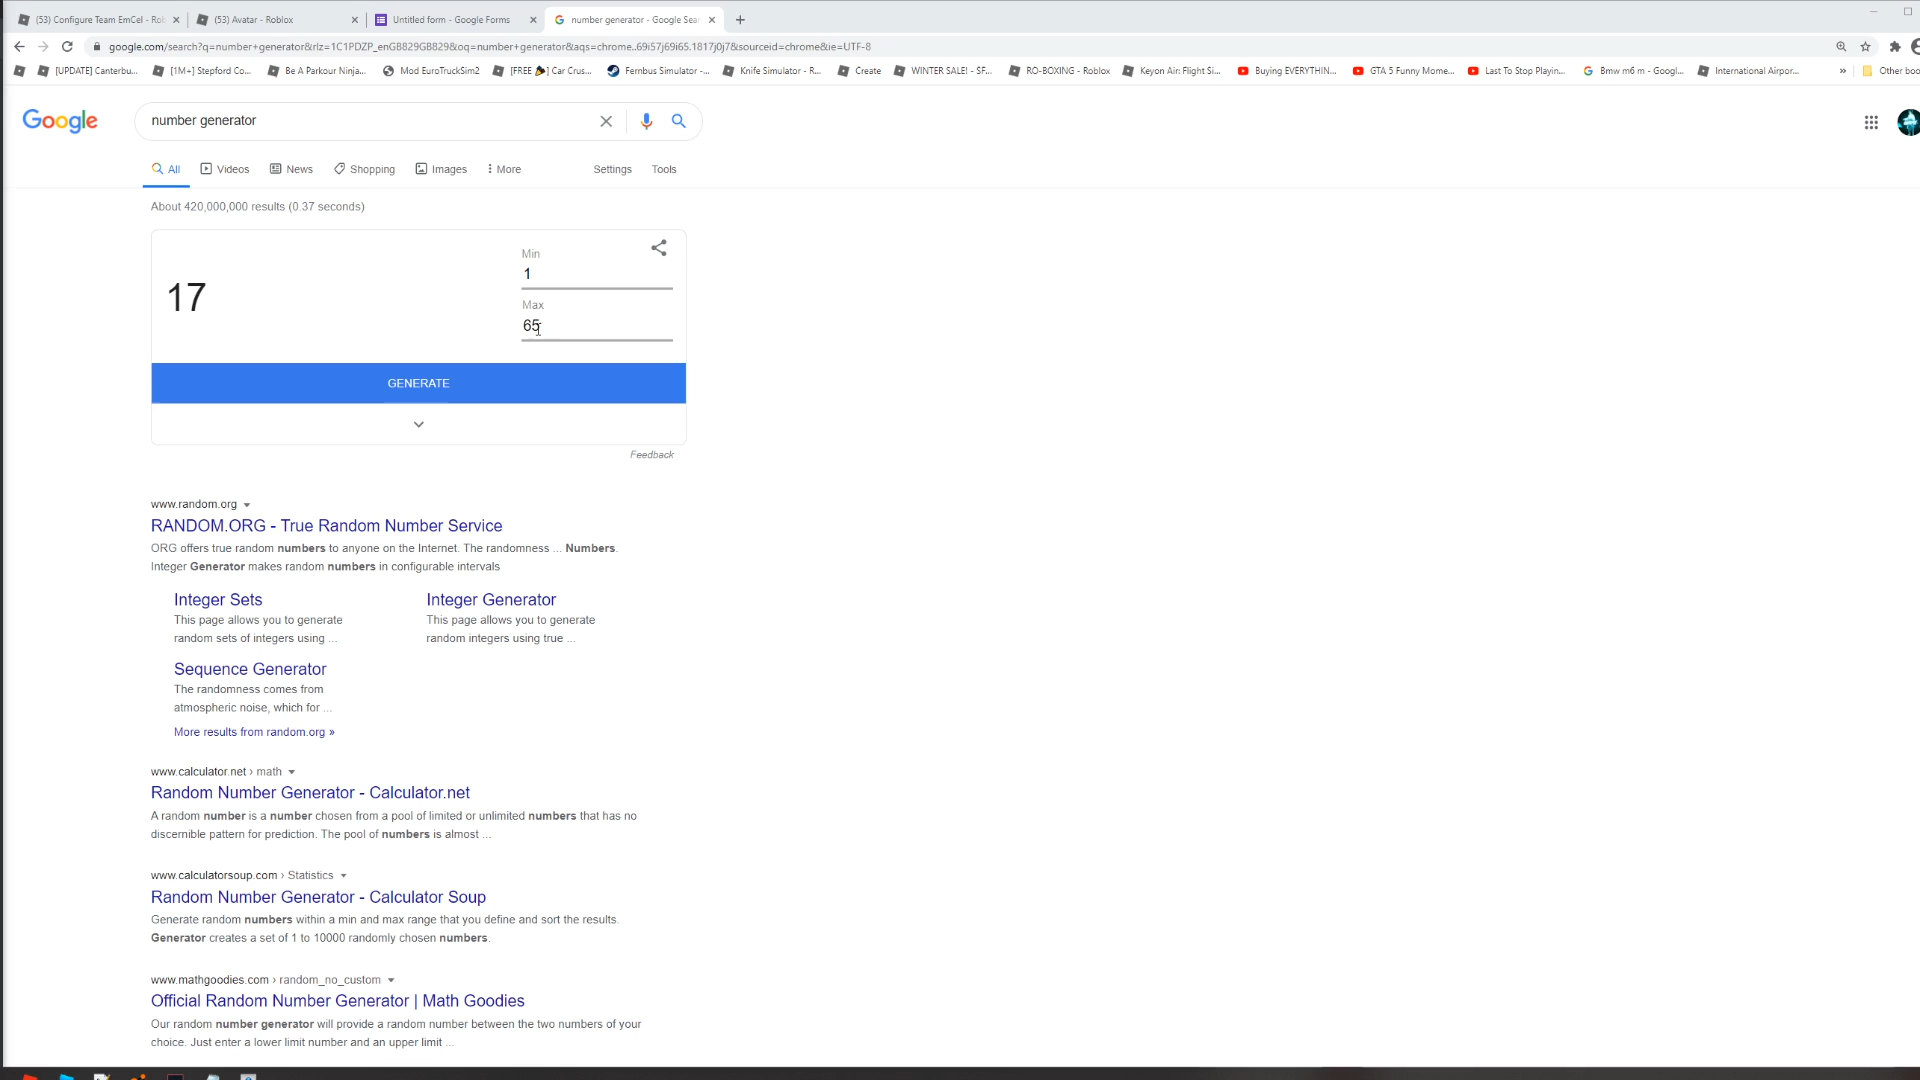 (53) Configure Team EmCel - Rob
(53) Avatar - Roblox
Untitled form - Google Forms
number generator - Google Sea
google.com/search?q=number+generator&rlz=1C1PDZP_enGB829GB829&oq=number+generator&aqs=chrome..69i57j69i65.1817j0j7&sourceid=chrome&ie=UTF-8
[UPDATE] Canterbu...
[1M+] Stepford Co...
Be A Parkour Ninja...
Mod EuroTruckSim2
[FREE] Car Crus...
Fernbus Simulator -...
Knife Simulator - R...
Create
WINTER SALE! - SF...
RO-BOXING - Roblox
Keyon Air: Flight Si...
Buying EVERYTHIN...
GTA 5 Funny Mome...
Last To Stop Playin...
Bmw m6 m - Googl...
International Airpor...
»
Other boo
Google
number generator
All
Videos
News
Shopping
Images
More
Settings
Tools
About 420,000,000 results (0.37 seconds)
17
Min
1
Max
65
GENERATE
Feedback
www.random.org
RANDOM.ORG - True Random Number Service
ORG offers true random numbers to anyone on the Internet. The randomness ... Numbers.
Integer Generator makes random numbers in configurable intervals
Integer Sets
This page allows you to generate
random sets of integers using ...
Integer Generator
This page allows you to generate
random integers using true ...
Sequence Generator
The randomness comes from
atmospheric noise, which for ...
More results from random.org »
www.calculator.net › math
Random Number Generator - Calculator.net
A random number is a number chosen from a pool of limited or unlimited numbers that has no
discernible pattern for prediction. The pool of numbers is almost ...
www.calculatorsoup.com › Statistics
Random Number Generator - Calculator Soup
Generate random numbers within a min and max range that you define and sort the results.
Generator creates a set of 1 to 10000 randomly chosen numbers.
www.mathgoodies.com › random_no_custom
Official Random Number Generator | Math Goodies
Our random number generator will provide a random number between the two numbers of your
choice. Just enter a lower limit number and an upper limit ...